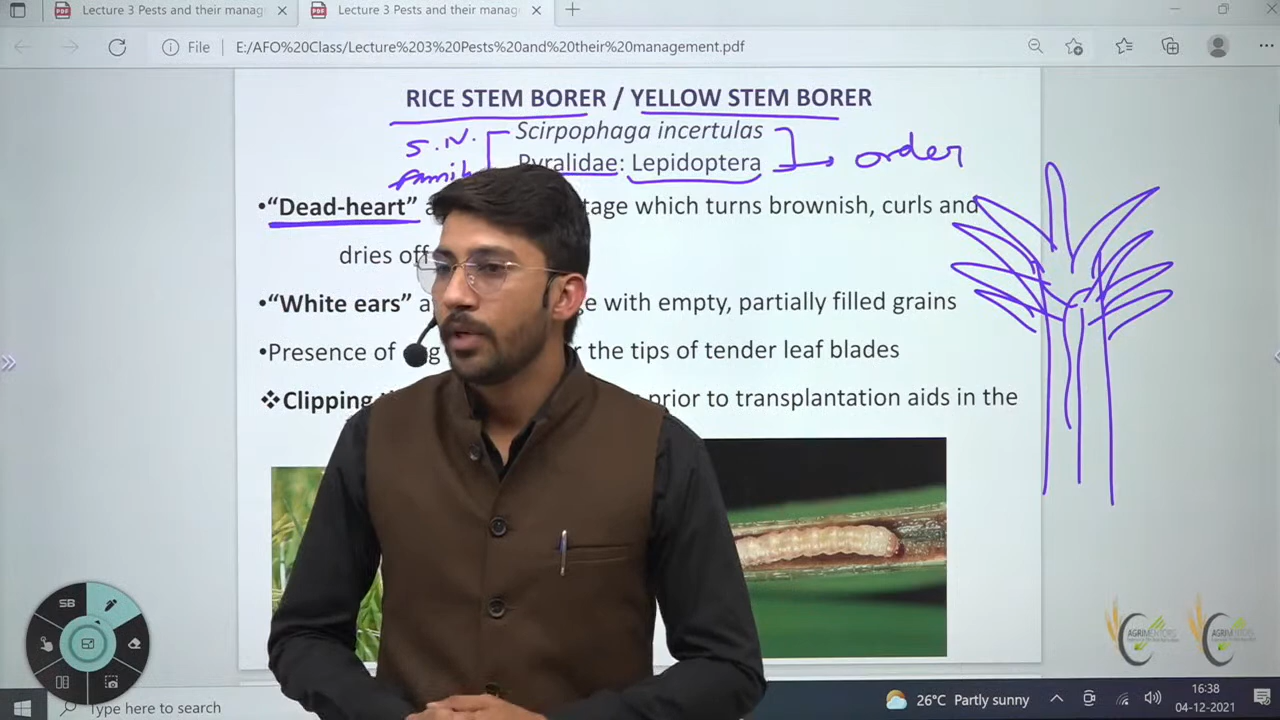 Lecture 3 Pests and their manag
Lecture 3 Pests and their manag
File
E:/AFO%20Class/Lecture%203%20Pests%20and%20their%20management.pdf
RICE STEM BORER / YELLOW STEM BORER
S.N.
Scirpophaga incertulas
Pyralidae: Lepidoptera
order
•“Dead-heart” a tage which turns brownish, curls and
dries off
•“White ears” a e with empty, partially filled grains
•Presence of the tips of tender leaf blades
❖Clipping prior to transplantation aids in the
SB
AGRIMENTORS
Type here to search
26°C Partly sunny
16:38
04-12-2021